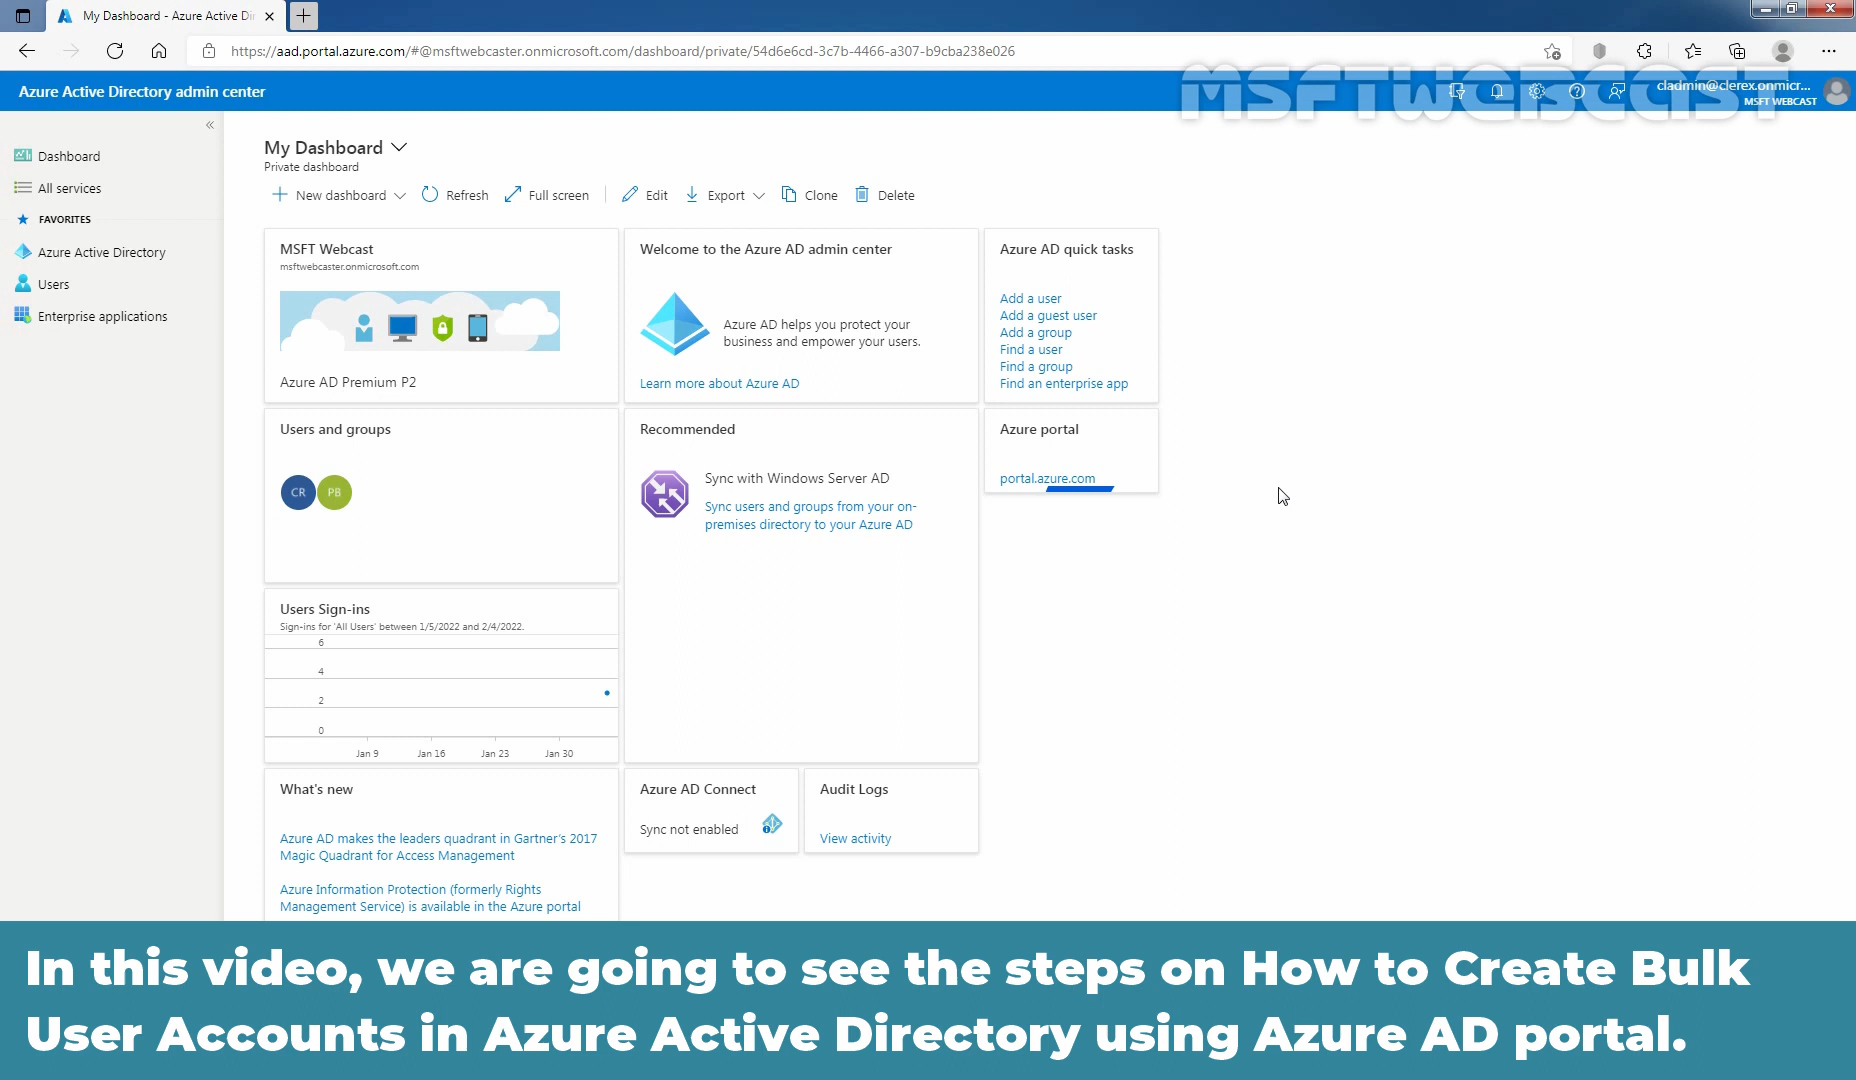 My Dashboard - Azure Active Di
https://aad.portal.azure.com/#@msftwebcaster.onmicrosoft.com/dashboard/private/54d6e6cd-3c7b-4466-a307-b9cba238e026
MSFTWEBCAST
Azure Active Directory admin center
cladmin@clerex.onmicr...
MSFT WEBCAST
Dashboard
All services
FAVORITES
Azure Active Directory
Users
Enterprise applications
My Dashboard
Private dashboard
New dashboard
Refresh
Full screen
Edit
Export
Clone
Delete
MSFT Webcast
msftwebcaster.onmicrosoft.com
Azure AD Premium P2
Welcome to the Azure AD admin center
Azure AD helps you protect your
business and empower your users.
Learn more about Azure AD
Azure AD quick tasks
Add a user
Add a guest user
Add a group
Find a user
Find a group
Find an enterprise app
Users and groups
CR
PB
Recommended
Sync with Windows Server AD
Sync users and groups from your on-
premises directory to your Azure AD
Azure portal
portal.azure.com
Users Sign-ins
Sign-ins for 'All Users' between 1/5/2022 and 2/4/2022.
6
4
2
0
Jan 9
Jan 16
Jan 23
Jan 30
What's new
Azure AD makes the leaders quadrant in Gartner's 2017
Magic Quadrant for Access Management
Azure Information Protection (formerly Rights
Management Service) is available in the Azure portal
Azure AD Connect
Sync not enabled
Audit Logs
View activity
In this video, we are going to see the steps on How to Create Bulk
User Accounts in Azure Active Directory using Azure AD portal.